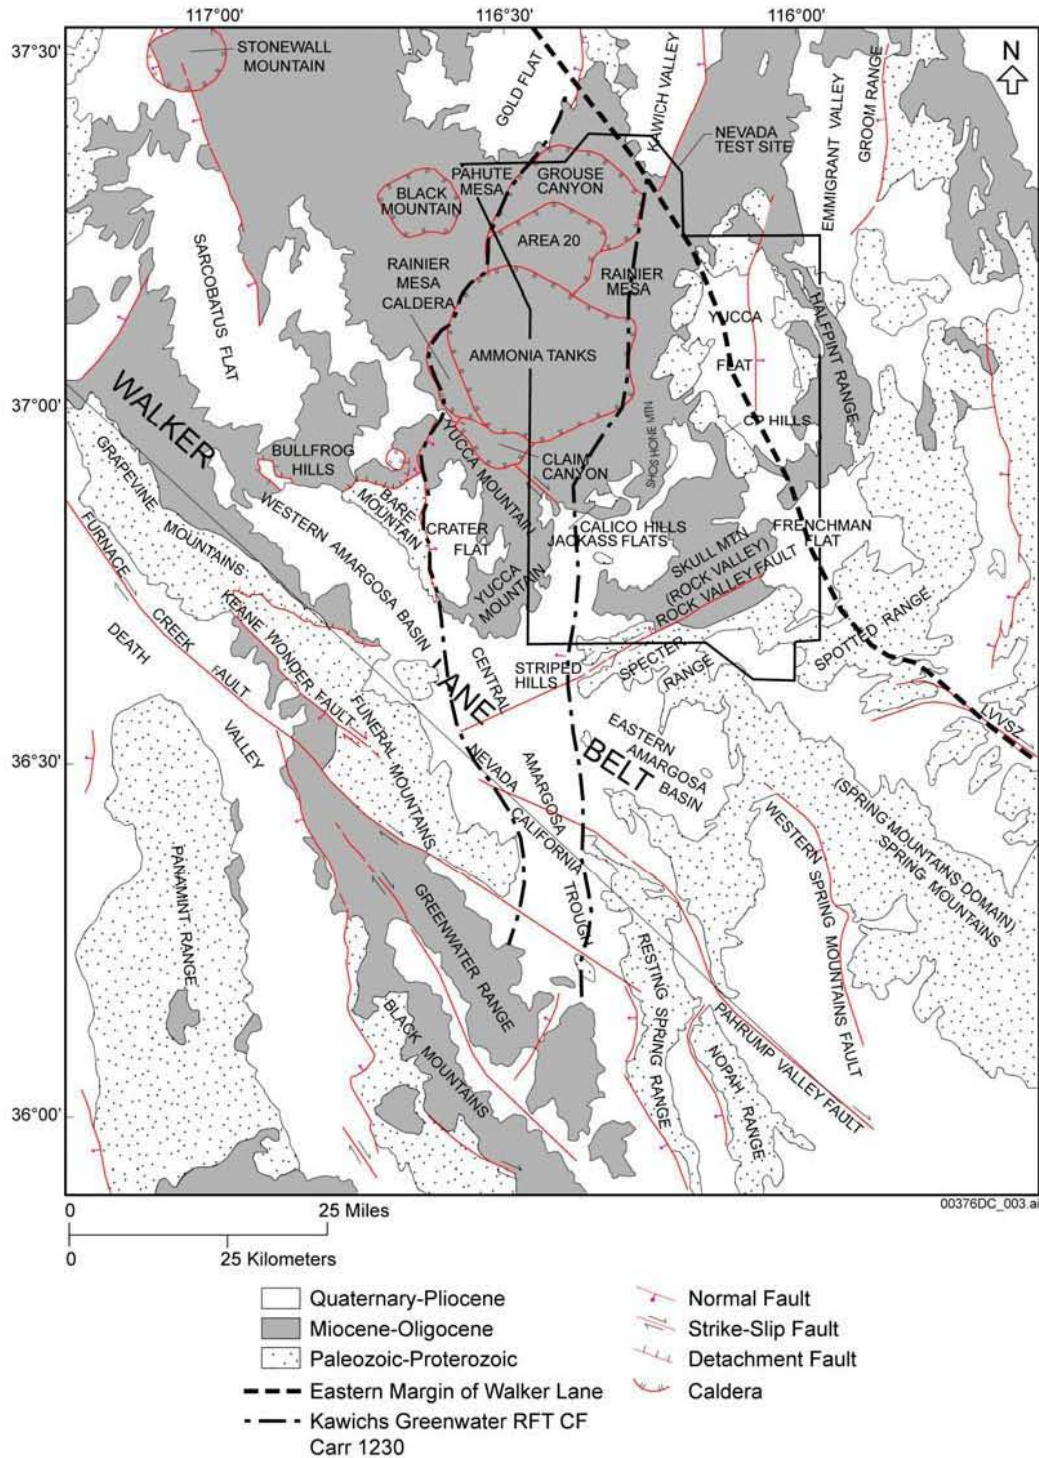 117°00'
116°30'
116°00'
37°30'
37°00'
36°30'
36°00'
N
STONEWALL
MOUNTAIN
GOLD FLAT
KAWICH VALLEY
NEVADA
TEST SITE
EMMIGRANT VALLEY
GROOM RANGE
PAHUTE
MESA
GROUSE
CANYON
BLACK
MOUNTAIN
AREA 20
RAINIER
MESA
CALDERA
RAINIER
MESA
SARCOBATUS FLAT
YUCCA
FLAT
HALFPINT RANGE
AMMONIA TANKS
WALKER
LANE
BELT
CP HILLS
SHOSHONE MTN
BULLFROG
HILLS
YUCCA MOUNTAIN
CLAIM
CANYON
GRAPEVINE
MOUNTAINS
WESTERN AMARGOSA BASIN
BARE
MOUNTAIN
CRATER
FLAT
CALICO HILLS
JACKASS FLATS
FRENCHMAN
FLAT
SKULL MTN
(ROCK VALLEY)
ROCK VALLEY FAULT
YUCCA
MOUNTAIN
FURNACE
CREEK
FAULT
KEANE WONDER FAULT
DEATH
VALLEY
FUNERAL MOUNTAINS
CENTRAL
AMARGOSA
TROUGH
STRIPED
HILLS
SPECTER
RANGE
SPOTTED RANGE
LVVSZ
EASTERN
AMARGOSA
BASIN
NEVADA
CALIFORNIA
(SPRING MOUNTAINS DOMAIN)
SPRING MOUNTAINS
WESTERN SPRING MOUNTAINS FAULT
PANAMINT RANGE
GREENWATER RANGE
BLACK MOUNTAINS
RESTING SPRING RANGE
NOPAH RANGE
PAHRUMP VALLEY FAULT
00376DC_003.ai
0
25 Miles
0
25 Kilometers
Quaternary-Pliocene
Miocene-Oligocene
Paleozoic-Proterozoic
Eastern Margin of Walker Lane
Kawichs Greenwater RFT CF
Carr 1230
Normal Fault
Strike-Slip Fault
Detachment Fault
Caldera